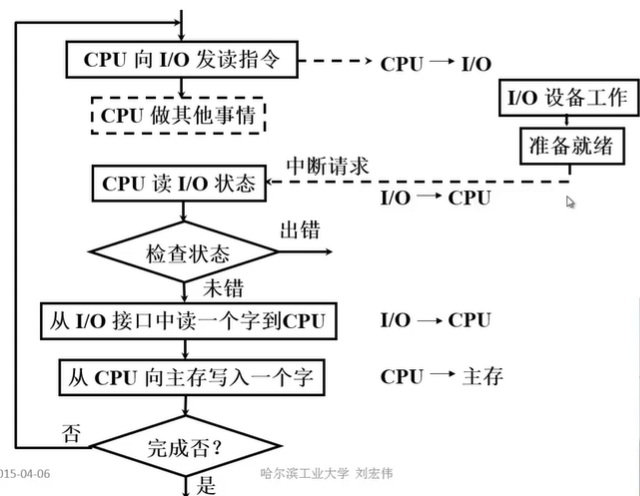 CPU 向 I/O 发读指令
CPU → I/O
I/O 设备工作
CPU 做其他事情
准备就绪
中断请求
CPU 读 I/O 状态
I/O → CPU
出错
检查状态
未错
从 I/O 接口中读一个字到CPU
I/O → CPU
从 CPU 向主存写入一个字
CPU → 主存
否
完成否？
015-04-06
哈尔滨工业大学 刘宏伟
是